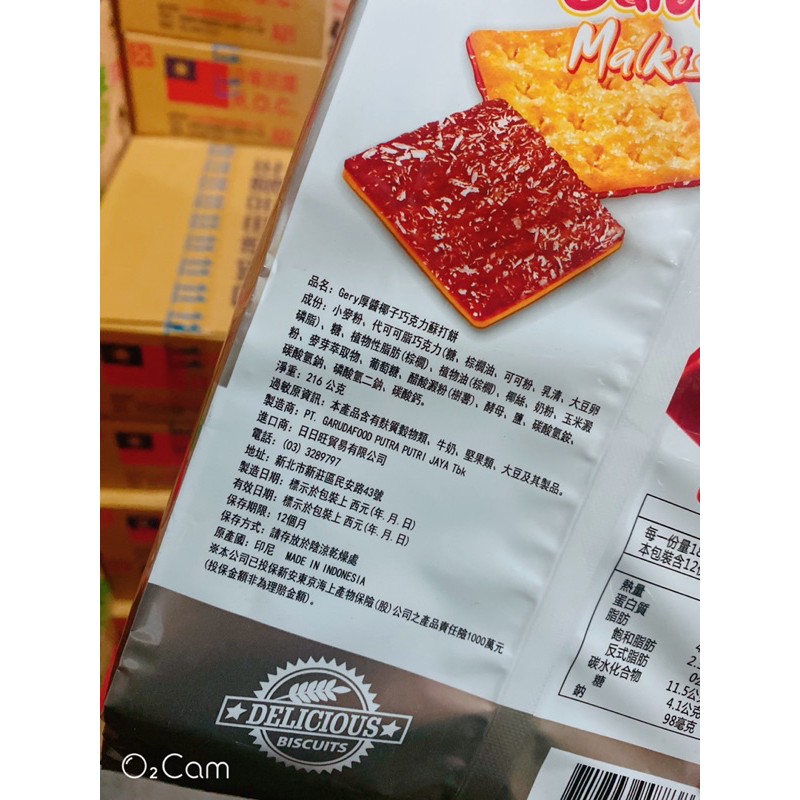 Malkis
品名: Gery厚醬椰子巧克力蘇打餅
成份: 小麥粉、代可可脂巧克力(糖、棕櫚油、可可粉、乳清、大豆卵
磷脂)、糖、植物性脂肪(棕櫚)、植物油(棕櫚)、椰絲、奶粉、玉米澱
粉、麥芽萃取物、葡萄糖、醋酸澱粉(樹薯)、酵母、鹽、碳酸氫銨、
碳酸氫鈉、磷酸氫二鈉、碳酸鈣。
淨重: 216 公克
過敏原資訊: 本產品含有麩質穀物類、牛奶、堅果類、大豆及其製品。
製造商: PT. GARUDAFOOD PUTRA PUTRI JAYA Tbk
進口商: 日日旺貿易有限公司
電話: (03) 3289797
地址: 新北市新莊區民安路43號
製造日期: 標示於包裝上 西元(年.月.日)
有效日期: 標示於包裝上 西元(年.月.日)
保存期限: 12個月
保存方式: 請存放於陰涼乾燥處
原產國: 印尼 MADE IN INDONESIA
※本公司已投保新安東京海上產物保險(股)公司之產品責任險1000萬元
(投保金額非為理賠金額)。
每一份量18
本包裝含12
熱量
蛋白質
脂肪 4
飽和脂肪 2.
反式脂肪 0
碳水化合物 11.5公
糖 4.1公克
鈉 98毫克
DELICIOUS
BISCUITS
O2Cam